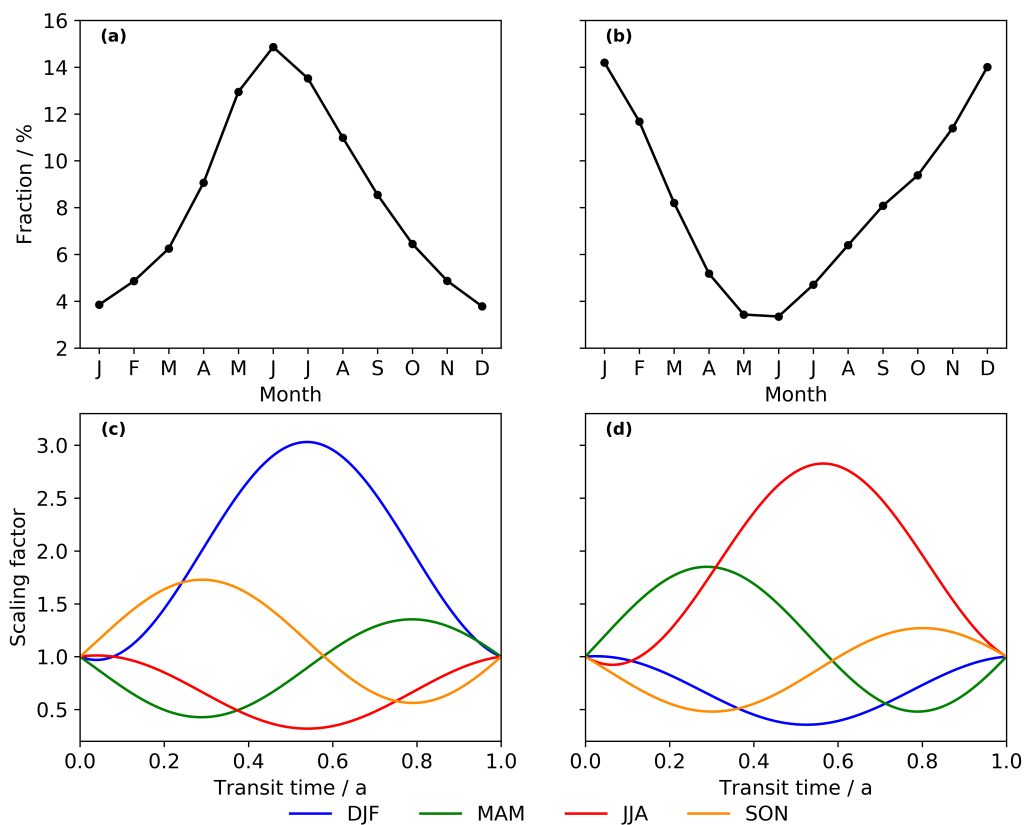 (a)
16
14
12
10
8
6
4
2
Fraction / %
J F M A M J J A S O N D
Month
(b)
J F M A M J J A S O N D
Month
(c)
3.0
2.5
2.0
1.5
1.0
0.5
Scaling factor
0.0 0.2 0.4 0.6 0.8 1.0
Transit time / a
(d)
0.0 0.2 0.4 0.6 0.8 1.0
Transit time / a
DJF MAM JJA SON